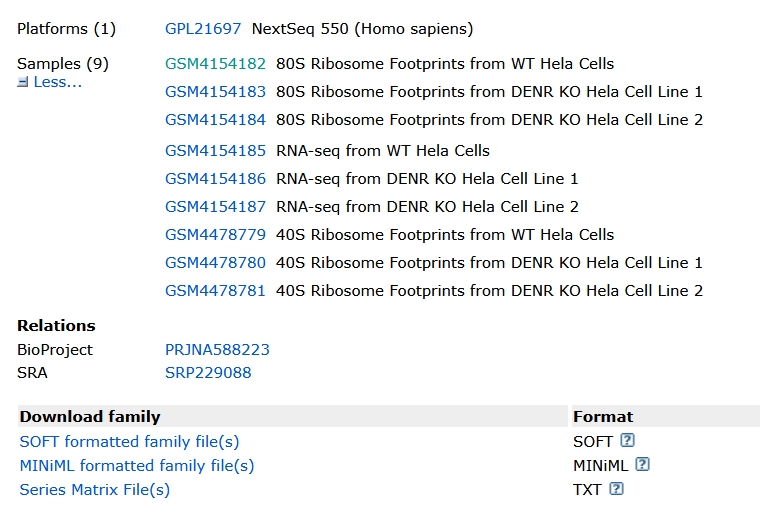 Platforms (1) GPL21697 NextSeq 550 (Homo sapiens)
Samples (9) GSM4154182 80S Ribosome Footprints from WT Hela Cells
Less... GSM4154183 80S Ribosome Footprints from DENR KO Hela Cell Line 1
GSM4154184 80S Ribosome Footprints from DENR KO Hela Cell Line 2
GSM4154185 RNA-seq from WT Hela Cells
GSM4154186 RNA-seq from DENR KO Hela Cell Line 1
GSM4154187 RNA-seq from DENR KO Hela Cell Line 2
GSM4478779 40S Ribosome Footprints from WT Hela Cells
GSM4478780 40S Ribosome Footprints from DENR KO Hela Cell Line 1
GSM4478781 40S Ribosome Footprints from DENR KO Hela Cell Line 2
Relations
BioProject PRJNA588223
SRA SRP229088
Download family Format
SOFT formatted family file(s) SOFT ?
MINiML formatted family file(s) MINiML ?
Series Matrix File(s) TXT ?